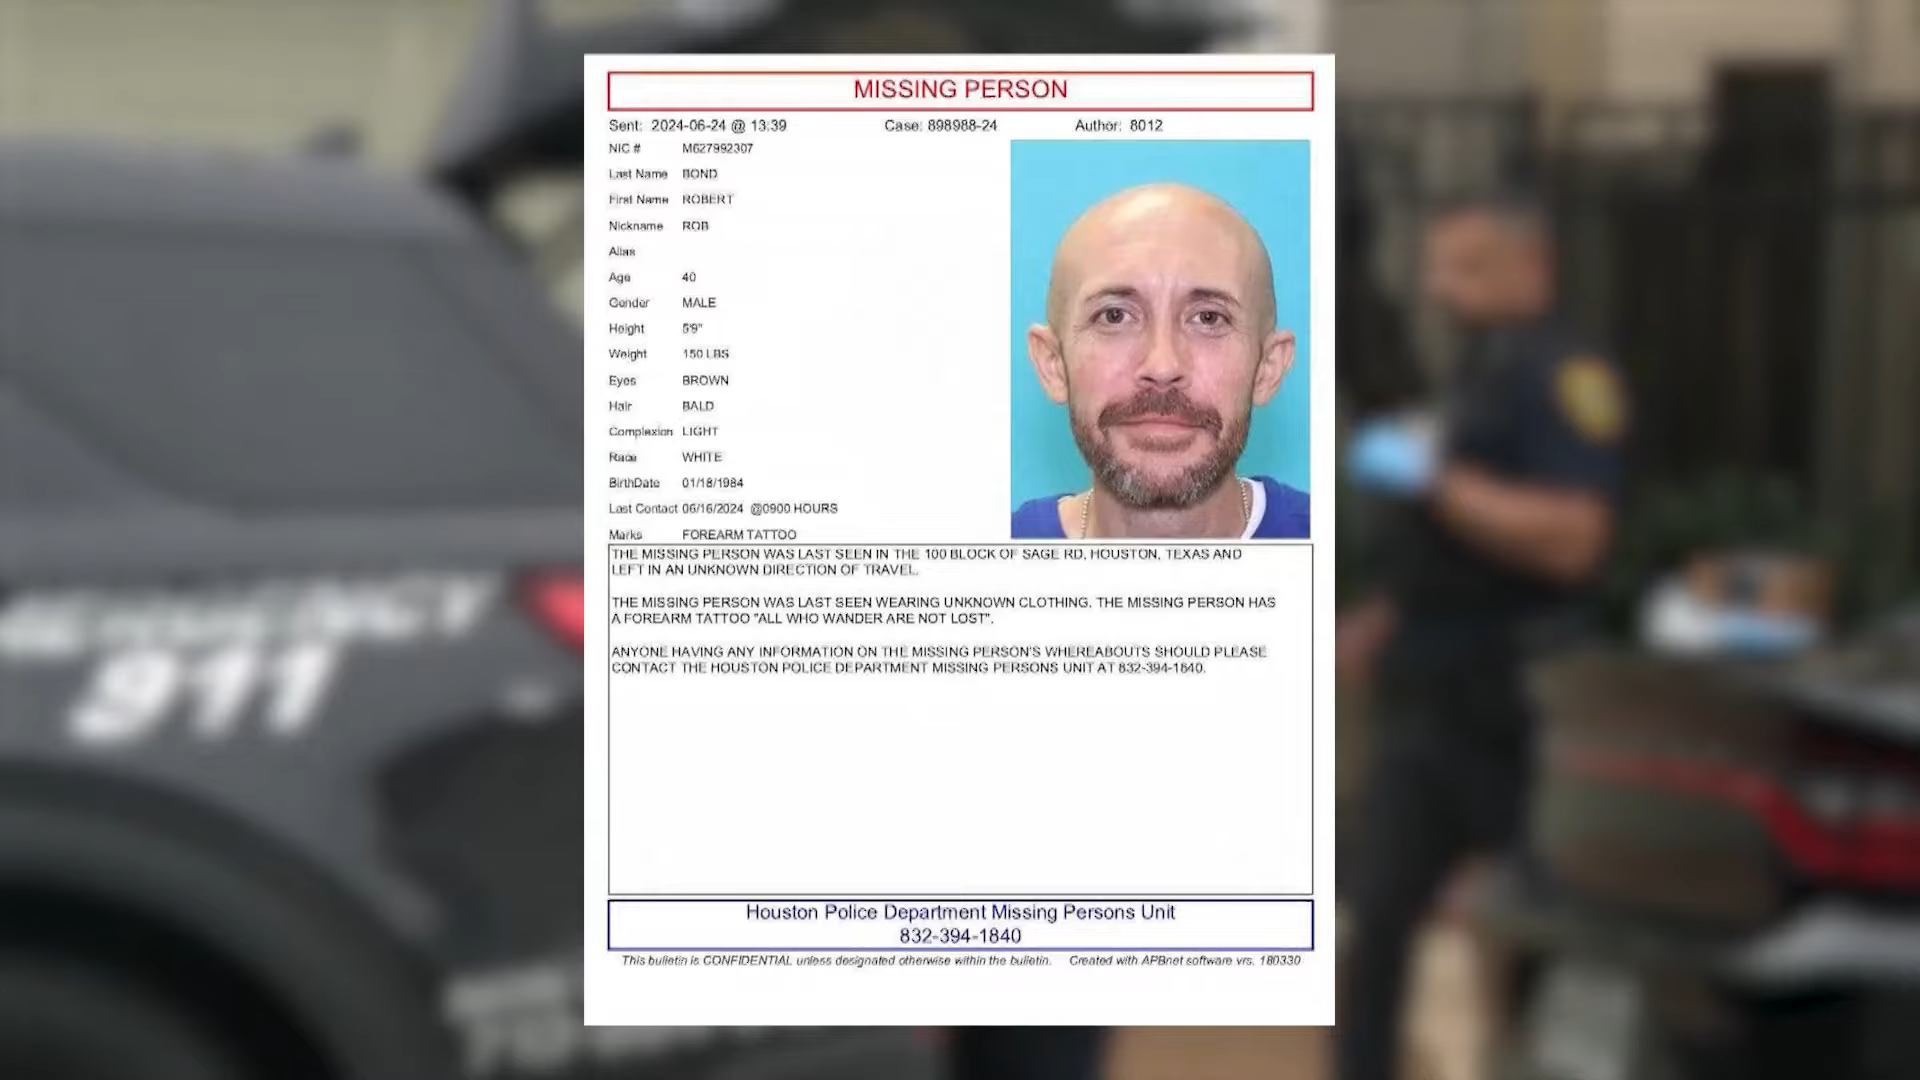 MISSING PERSON
Sent: 2024-06-24 @ 13:39 Case: 898988-24 Author: 8012
NIC # M627992307
Last Name BOND
First Name ROBERT
Nickname ROB
Alias
Age 40
Gender MALE
Height 5'9"
Weight 150 LBS
Eyes BROWN
Hair BALD
Complexion LIGHT
Race WHITE
BirthDate 01/18/1984
Last Contact 06/16/2024 @0900 HOURS
Marks FOREARM TATTOO
THE MISSING PERSON WAS LAST SEEN IN THE 100 BLOCK OF SAGE RD, HOUSTON, TEXAS AND
LEFT IN AN UNKNOWN DIRECTION OF TRAVEL.
THE MISSING PERSON WAS LAST SEEN WEARING UNKNOWN CLOTHING. THE MISSING PERSON HAS
A FOREARM TATTOO "ALL WHO WANDER ARE NOT LOST".
ANYONE HAVING ANY INFORMATION ON THE MISSING PERSON'S WHEREABOUTS SHOULD PLEASE
CONTACT THE HOUSTON POLICE DEPARTMENT MISSING PERSONS UNIT AT 832-394-1840.
Houston Police Department Missing Persons Unit
832-394-1840
This bulletin is CONFIDENTIAL unless designated otherwise within the bulletin. Created with APBnet software vrs. 180330
911